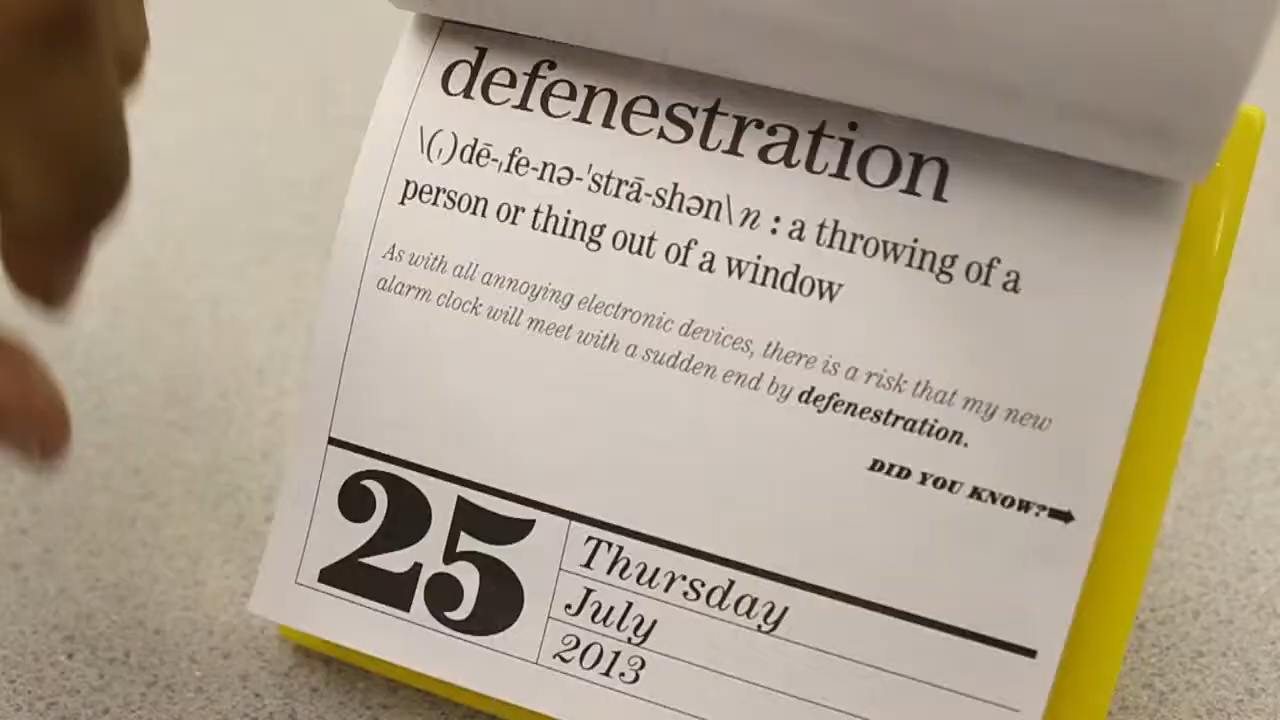 defenestration
\(ˌ)dē-ˌfe-nə-ˈstrā-shən\ n : a throwing of a
person or thing out of a window
As with all annoying electronic devices, there is a risk that my new
alarm clock will meet with a sudden end by defenestration.
DID YOU KNOW?➡
25
Thursday
July
2013